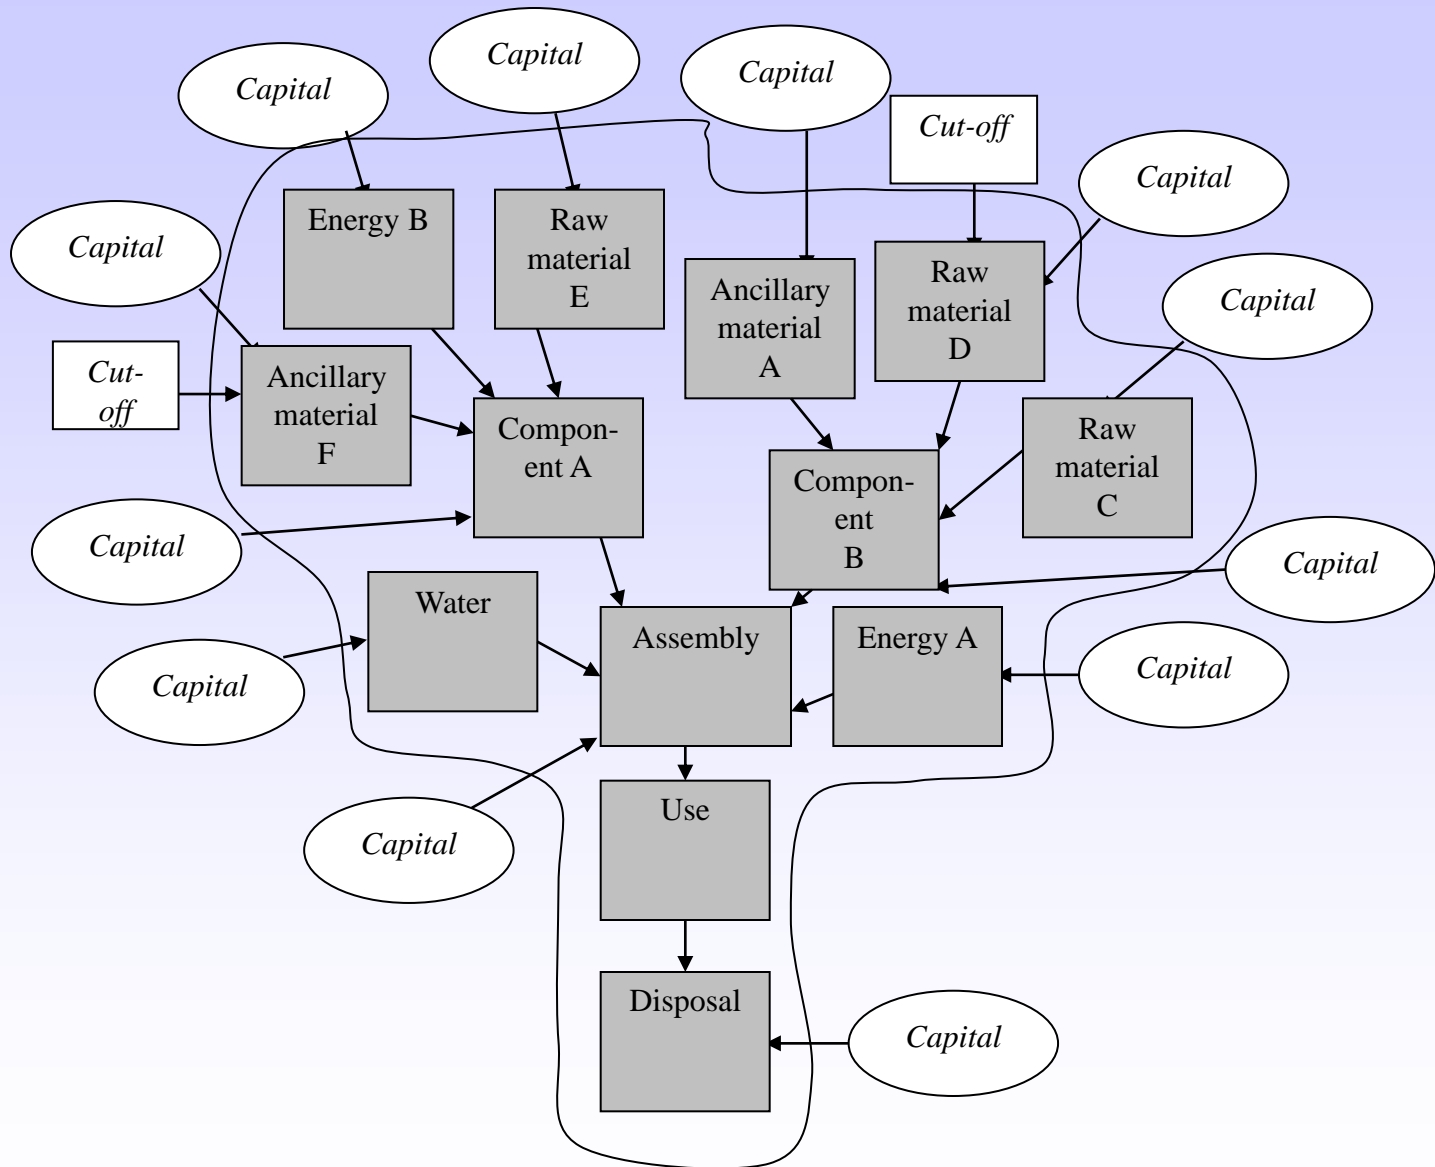 Capital
Capital
Capital
Cut-off
Capital
Energy B
Raw
material
E
Capital
Ancillary
material
A
Raw
material
D
Capital
Cut-
off
Ancillary
material
F
Compon-
ent A
Raw
material
C
Compon-
ent
B
Capital
Capital
Water
Assembly
Energy A
Capital
Capital
Use
Capital
Disposal
Capital